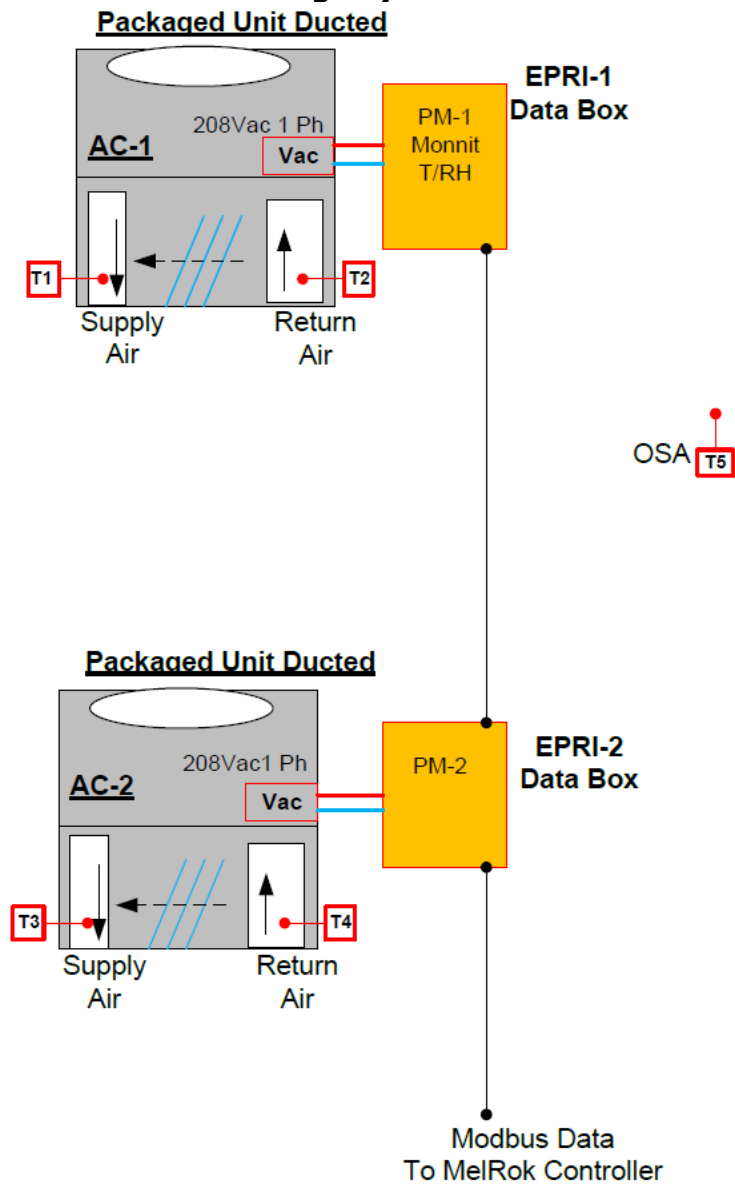 Packaged Unit Ducted
EPRI-1
Data Box
208Vac 1 Ph
AC-1
Vac
PM-1
Monnit
T/RH
T1
T2
Supply
Air
Return
Air
OSA
T5
Packaged Unit Ducted
EPRI-2
Data Box
208Vac1 Ph
AC-2
Vac
PM-2
T3
T4
Supply
Air
Return
Air
Modbus Data
To MelRok Controller